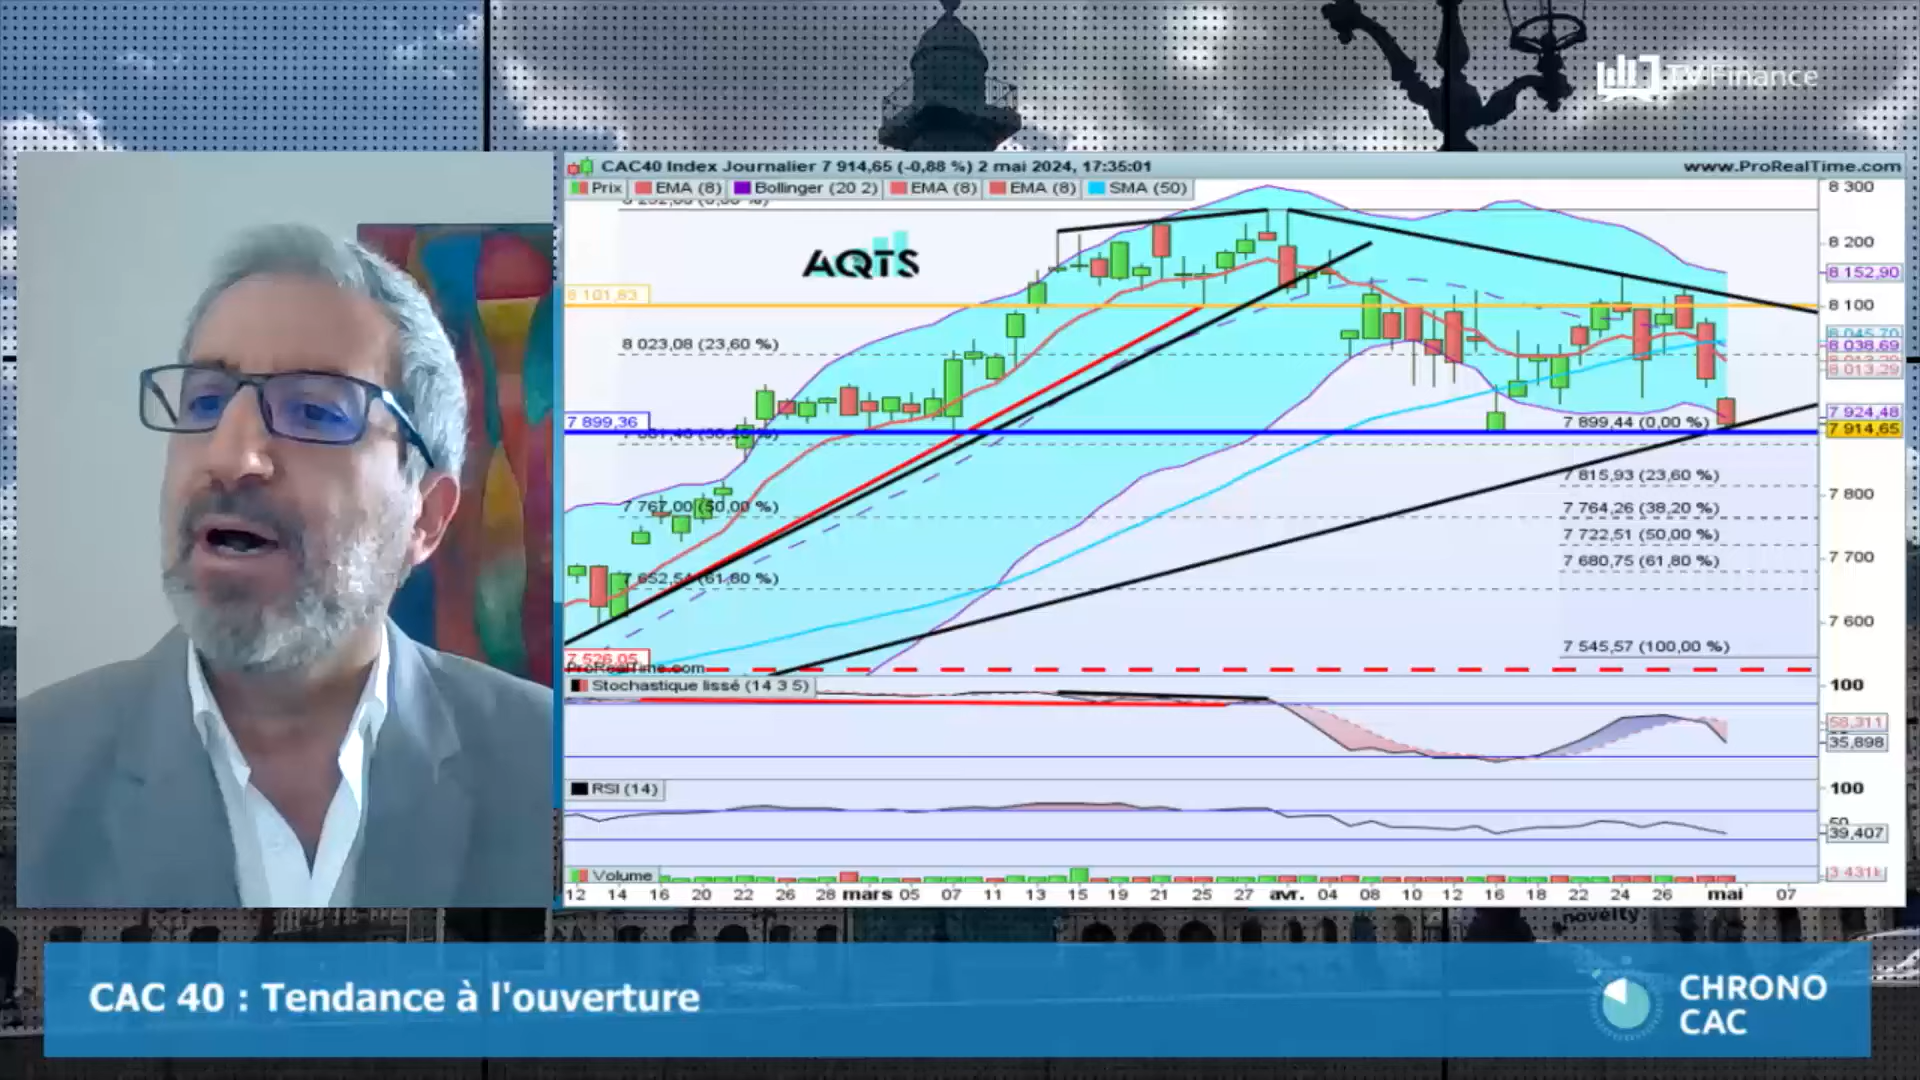 TV Finance
CAC40 Index Journalier 7 914,65 (-0,88 %) 2 mai 2024, 17:35:01
www.ProRealTime.com
Prix EMA (8) Bollinger (20 2) EMA (8) EMA (8) SMA (50)
8 300
AQTS
8 200
8 152,90
8 101,83
8 100
8 045,70
8 038,69
8 023,08 (23,60 %)
8 013,29
7 924,48
7 899,36
7 899,44 (0,00 %)
7 914,65
7 815,93 (23,60 %)
7 800
7 767,00 (50,00 %)
7 764,26 (38,20 %)
7 722,51 (50,00 %)
7 700
7 680,75 (61,80 %)
7 652,54 (61,80 %)
7 600
7 545,57 (100,00 %)
7 526,05
ProRealTime.com
Stochastique lissé (14 3 5)
100
58,311
35,898
RSI (14)
100
50
39,407
Volume
3 431k
12 14 16 20 22 26 28 mars 05 07 11 13 15 19 21 25 27 avr. 04 08 10 12 16 18 22 24 26 mai 07
novelty
CAC 40 : Tendance à l'ouverture
CHRONO
CAC